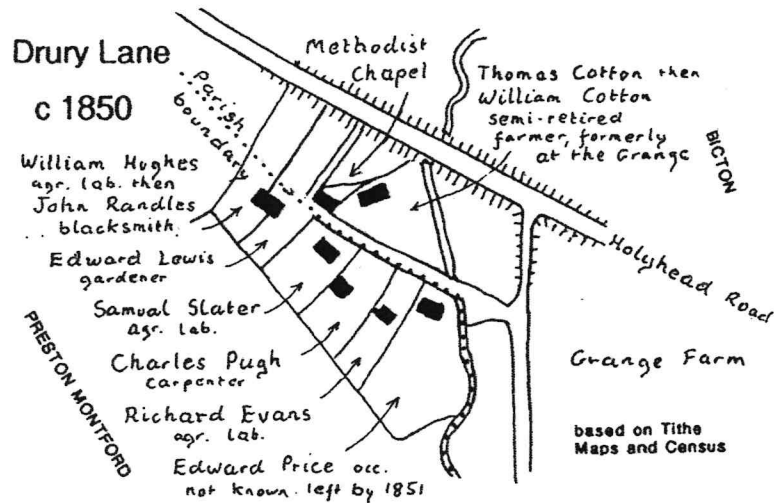 Drury Lane
c 1850
Parish
boundary
Methodist
Chapel
Thomas Cotton then
William Cotton
semi-retired
farmer, formerly
at the Grange
BICTON
William Hughes
agr. lab. then
John Randles
blacksmith.
Edward Lewis
gardener
Samual Slater
agr. lab.
Charles Pugh
carpenter
Richard Evans
agr. lab.
Edward Price occ.
not known. left by 1851
PRESTON MONTFORD
Holyhead Road
Grange Farm
based on Tithe
Maps and Census